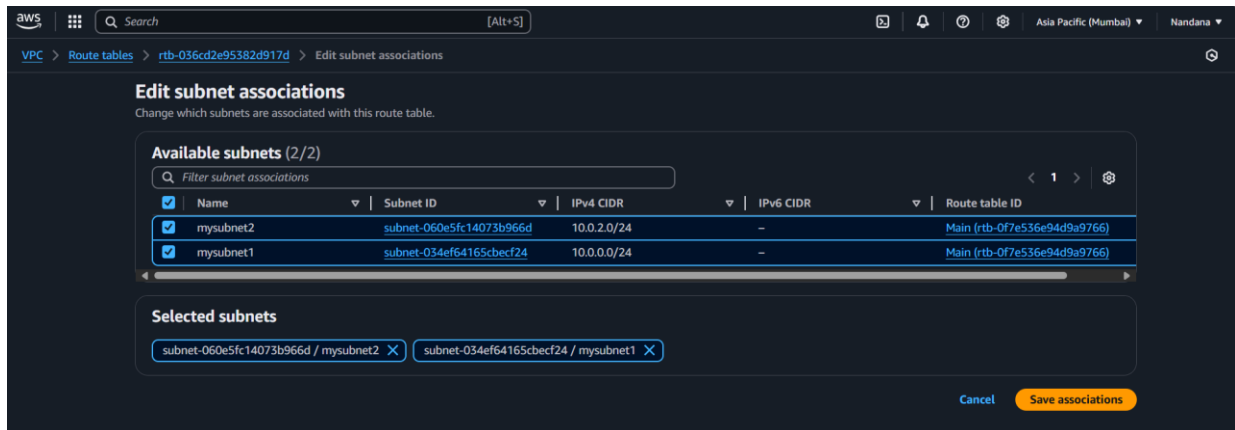 aws Search [Alt+S] Asia Pacific (Mumbai) ▼ Nandana ▼
VPC > Route tables > rtb-036cd2e95382d917d > Edit subnet associations
Edit subnet associations
Change which subnets are associated with this route table.
Available subnets (2/2)
Filter subnet associations < 1 >
Name Subnet ID IPv4 CIDR IPv6 CIDR Route table ID
mysubnet2 subnet-060e5fc14073b966d 10.0.2.0/24 – Main (rtb-0f7e536e94d9a9766)
mysubnet1 subnet-034ef64165cbecf24 10.0.0.0/24 – Main (rtb-0f7e536e94d9a9766)
Selected subnets
subnet-060e5fc14073b966d / mysubnet2 X subnet-034ef64165cbecf24 / mysubnet1 X
Cancel Save associations